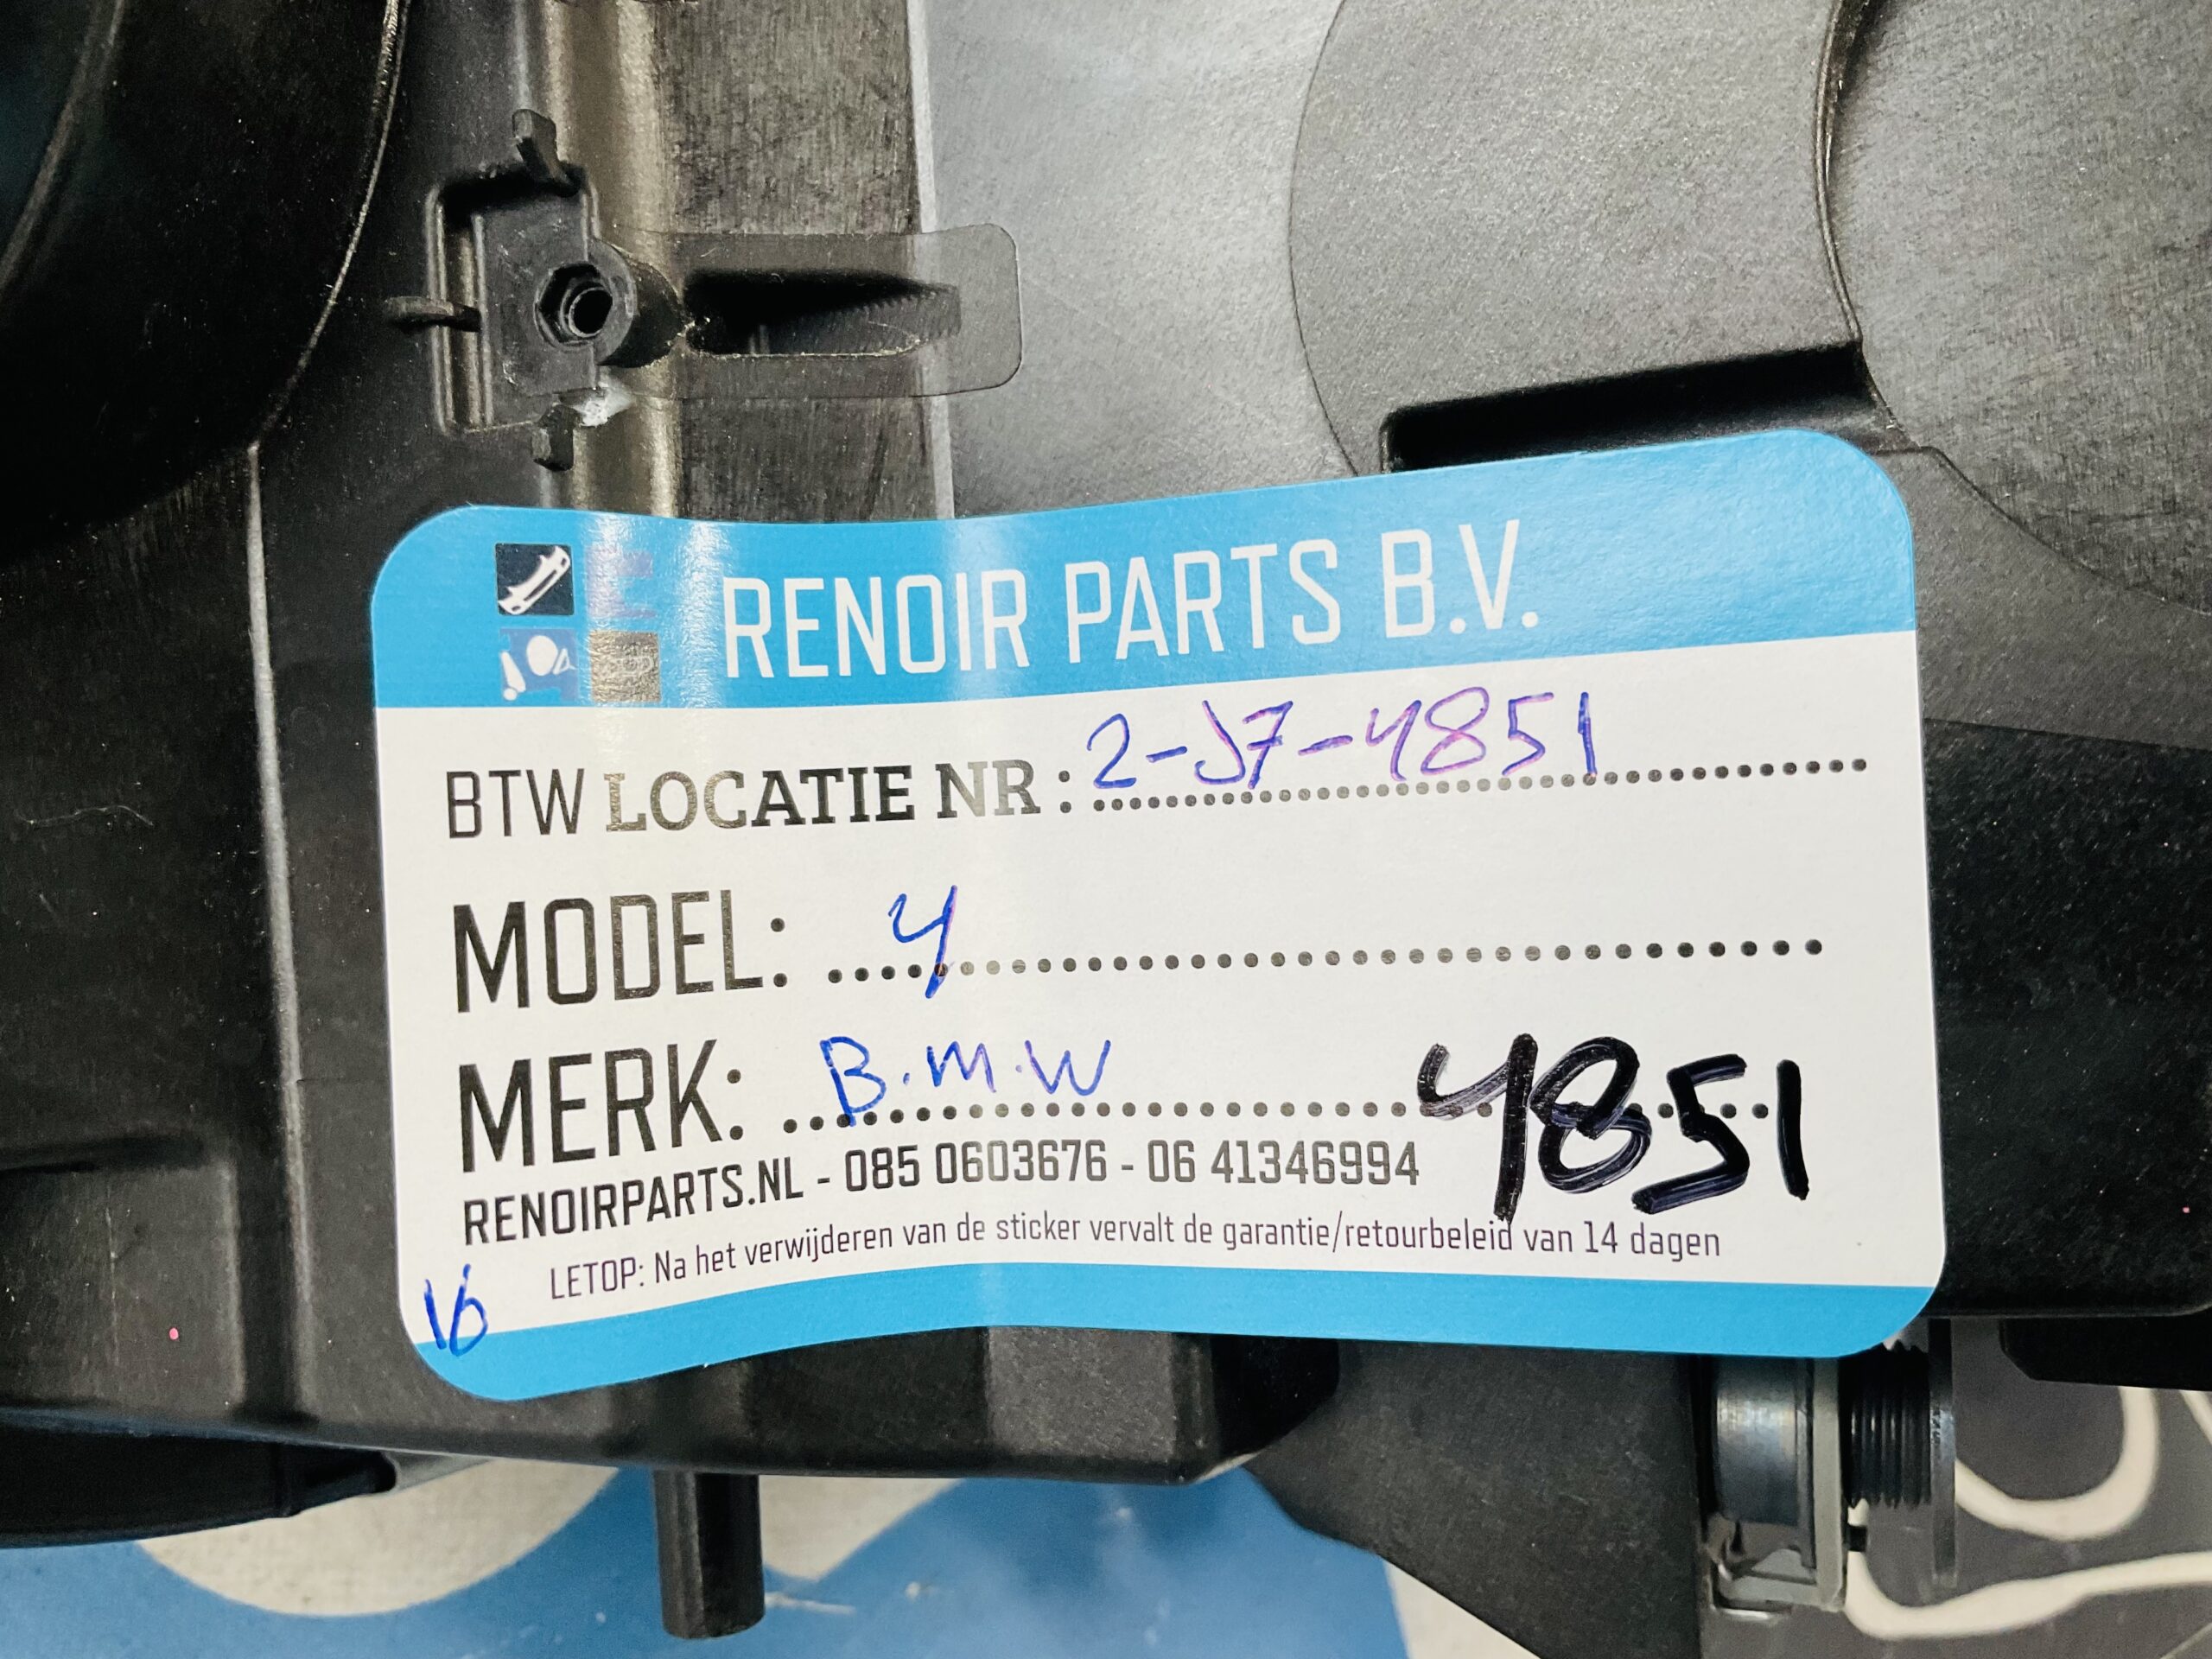 RENOIR PARTS B.V.
BTW LOCATIE NR : 2-J7-4851
MODEL: 4
MERK: B.M.W
4851
RENOIRPARTS.NL - 085 0603676 - 06 41346994
LETOP: Na het verwijderen van de sticker vervalt de garantie/retourbeleid van 14 dagen